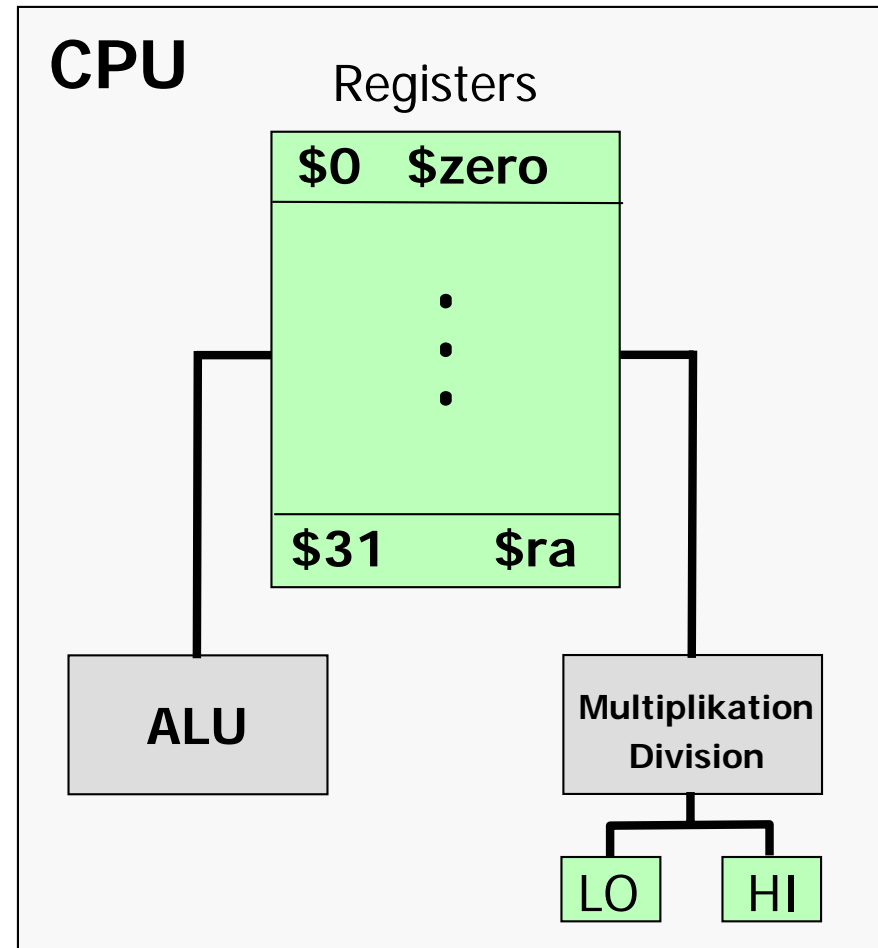 CPU
Registers
$0 $zero
$31 $ra
ALU
Multiplikation
Division
LO
HI